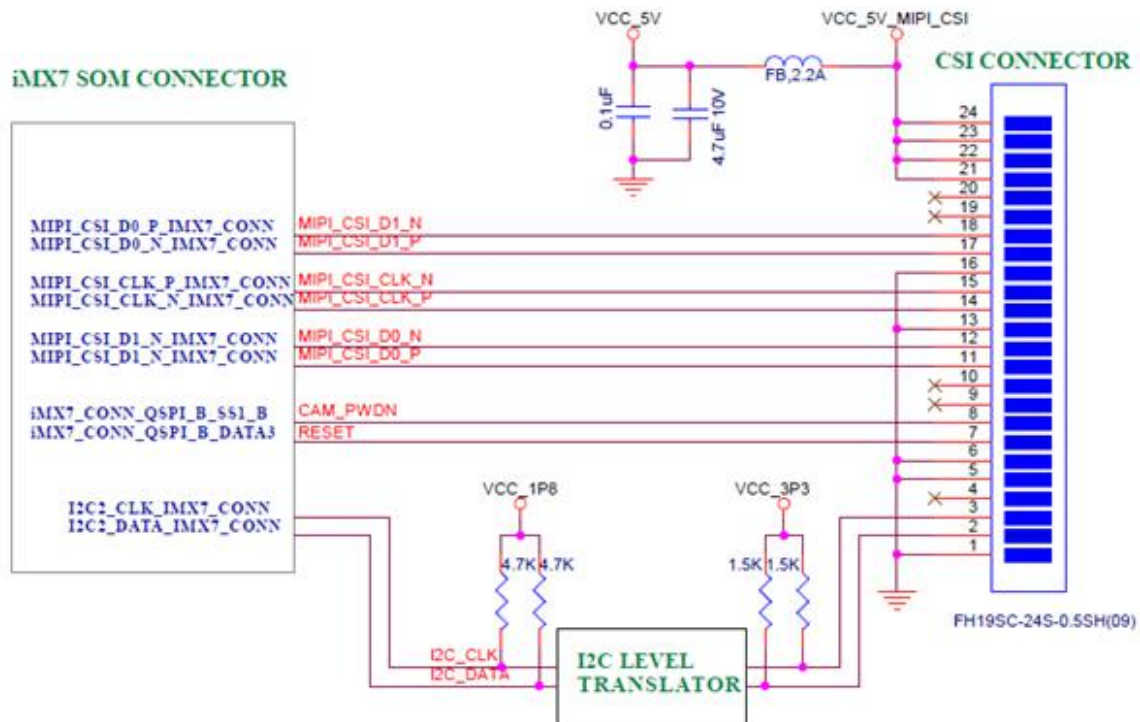 VCC_5V
VCC_5V_MIPI_CSI
iMX7 SOM CONNECTOR
CSI CONNECTOR
FB,2.2A
0.1uF
4.7uF 10V
24
23
22
21
20
19
18
17
16
15
14
13
12
11
10
9
8
7
6
5
4
3
2
1
MIPI_CSI_D0_P_IMX7_CONN MIPI_CSI_D1_N
MIPI_CSI_D0_N_IMX7_CONN MIPI_CSI_D1_P
MIPI_CSI_CLK_P_IMX7_CONN MIPI_CSI_CLK_N
MIPI_CSI_CLK_N_IMX7_CONN MIPI_CSI_CLK_P
MIPI_CSI_D1_N_IMX7_CONN MIPI_CSI_D0_N
MIPI_CSI_D1_N_IMX7_CONN MIPI_CSI_D0_P
iMX7_CONN_QSPI_B_SS1_B CAM_PWDN
iMX7_CONN_QSPI_B_DATA3 RESET
I2C2_CLK_IMX7_CONN
I2C2_DATA_IMX7_CONN
VCC_1P8
VCC_3P3
4.7K 4.7K
1.5K 1.5K
I2C_CLK
I2C_DATA
I2C LEVEL
TRANSLATOR
FH19SC-24S-0.5SH(09)